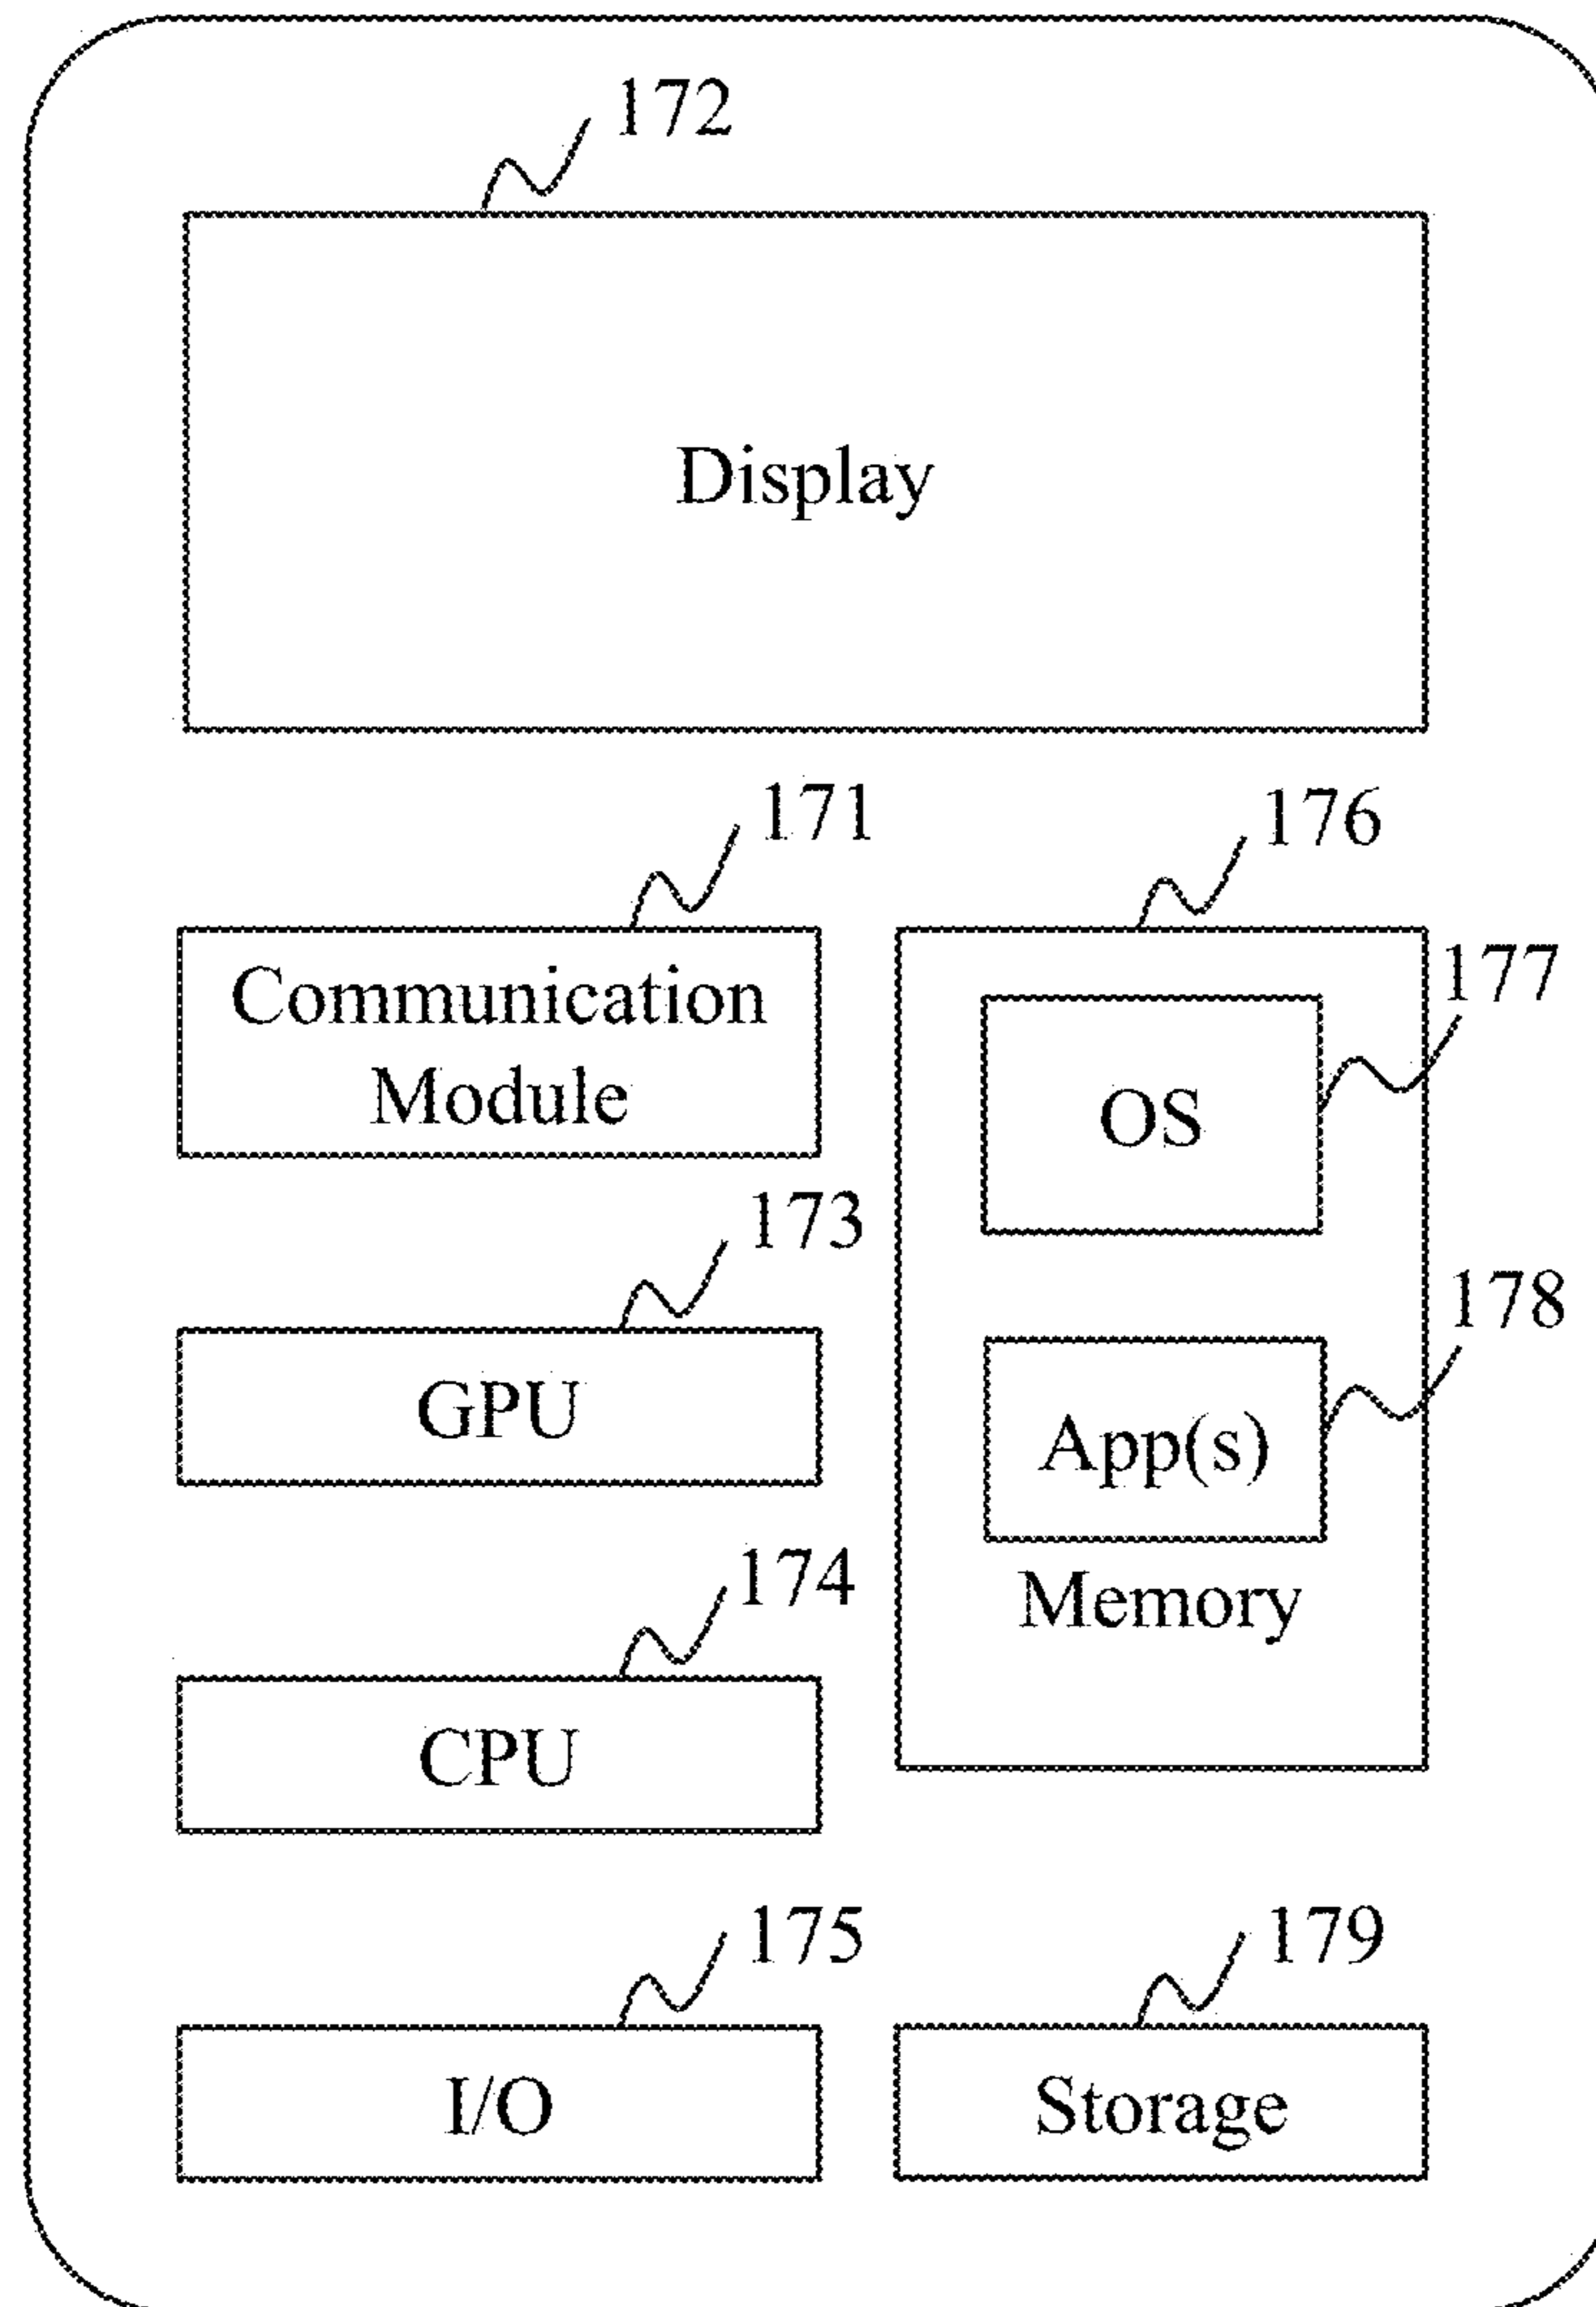 172
Display
171
176
Communication
Module
177
OS
173
178
GPU
App(s)
174
Memory
CPU
175
179
I/O
Storage